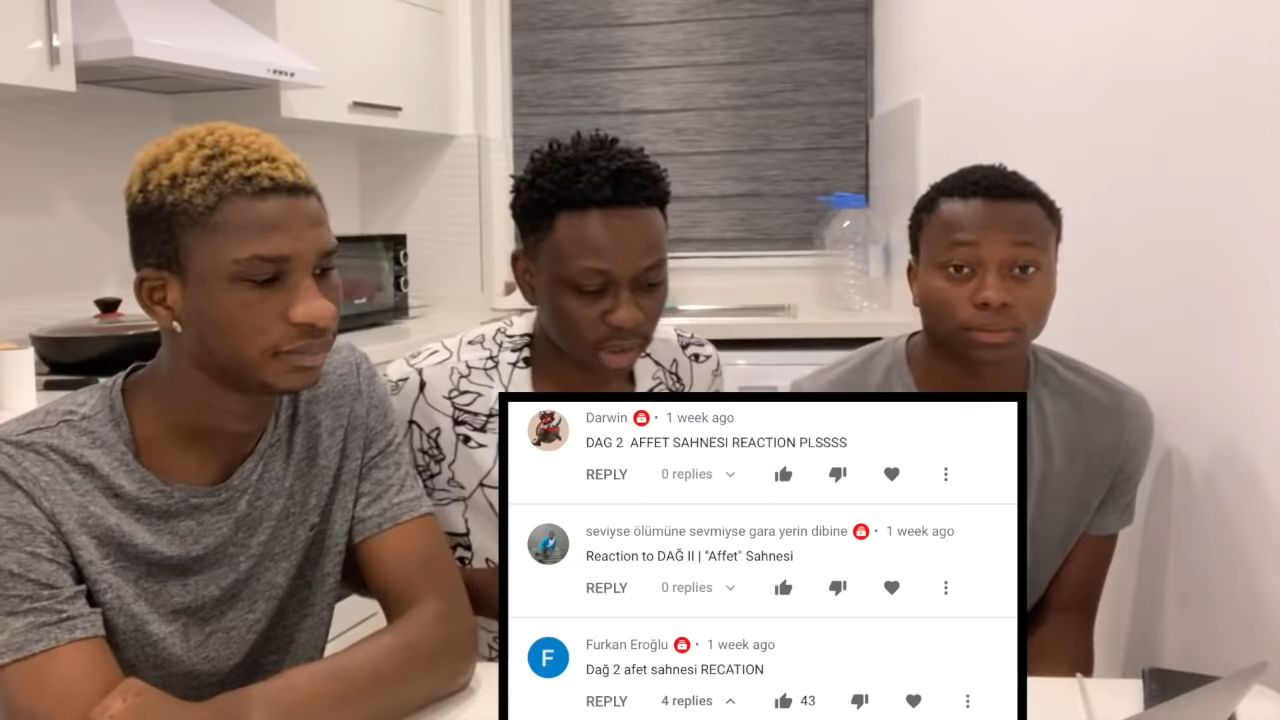 Darwin • 1 week ago
DAG 2 AFFET SAHNESI REACTION PLSSSS
REPLY 0 replies
seviyse ölümüne sevmiyse gara yerin dibine • 1 week ago
Reaction to DAĞ II | "Affet" Sahnesi
REPLY 0 replies
F
Furkan Eroğlu • 1 week ago
Dağ 2 afet sahnesi RECATION
REPLY 4 replies 43